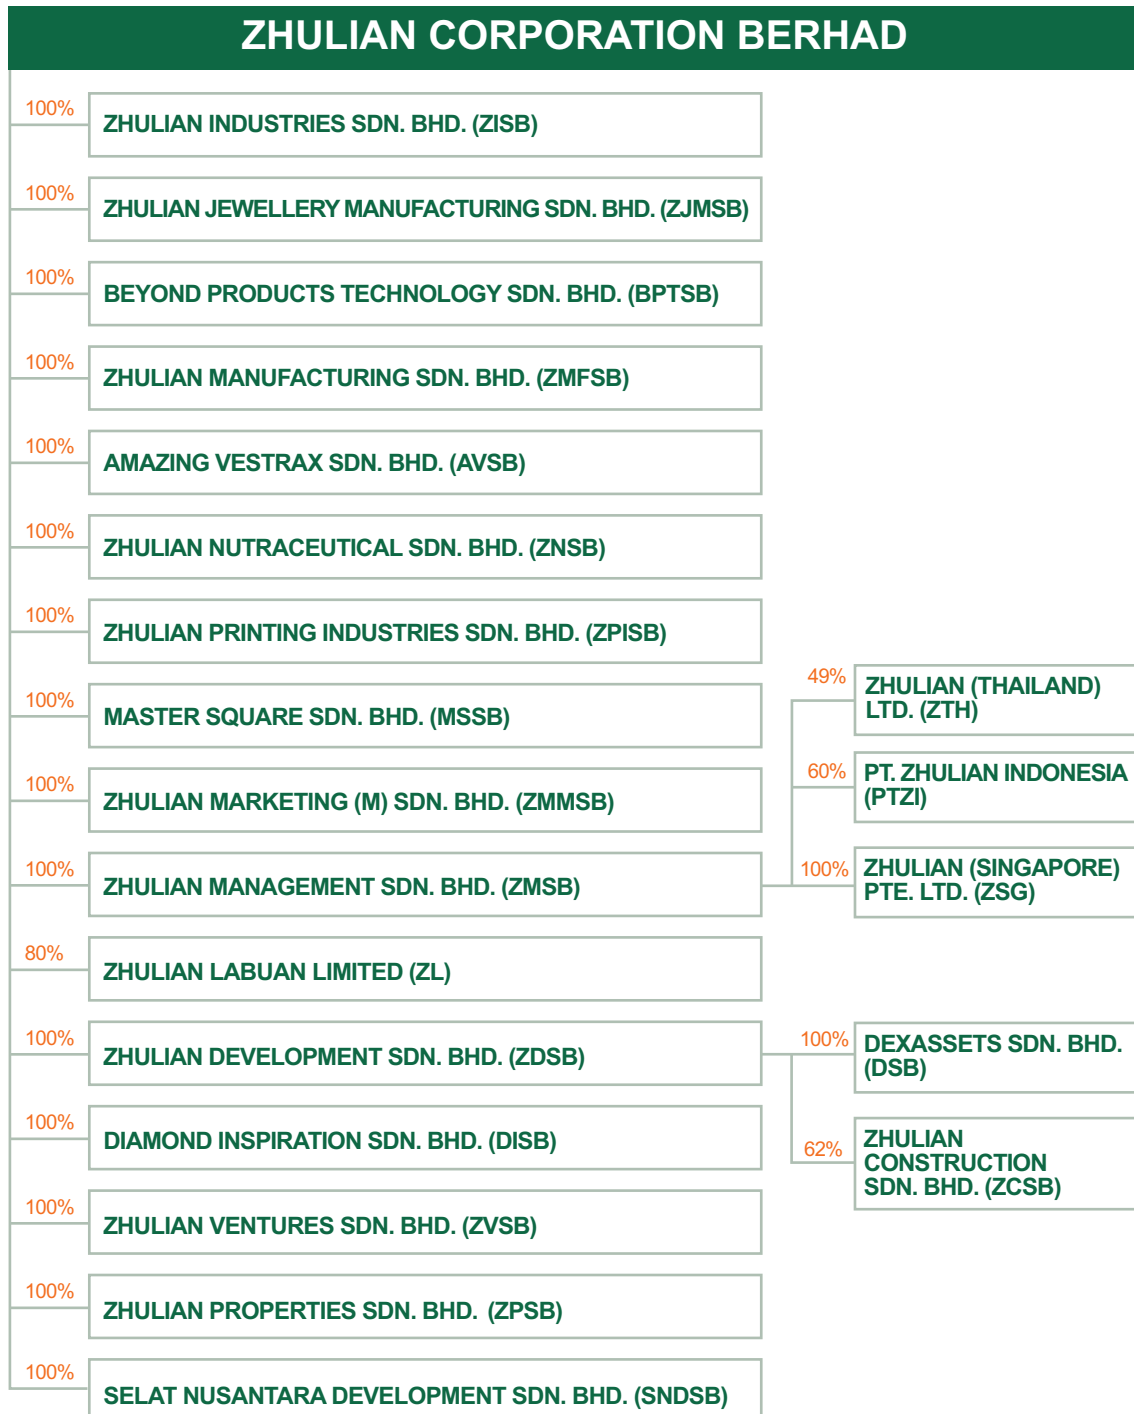 ZHULIAN CORPORATION BERHAD
100%
ZHULIAN INDUSTRIES SDN. BHD. (ZISB)
100%
ZHULIAN JEWELLERY MANUFACTURING SDN. BHD. (ZJMSB)
100%
BEYOND PRODUCTS TECHNOLOGY SDN. BHD. (BPTSB)
100%
ZHULIAN MANUFACTURING SDN. BHD. (ZMFSB)
100%
AMAZING VESTRAX SDN. BHD. (AVSB)
100%
ZHULIAN NUTRACEUTICAL SDN. BHD. (ZNSB)
100%
ZHULIAN PRINTING INDUSTRIES SDN. BHD. (ZPISB)
100%
MASTER SQUARE SDN. BHD. (MSSB)
100%
ZHULIAN MARKETING (M) SDN. BHD. (ZMMSB)
100%
ZHULIAN MANAGEMENT SDN. BHD. (ZMSB)
49%
ZHULIAN (THAILAND)
LTD. (ZTH)
60%
PT. ZHULIAN INDONESIA
(PTZI)
100%
ZHULIAN (SINGAPORE)
PTE. LTD. (ZSG)
80%
ZHULIAN LABUAN LIMITED (ZL)
100%
ZHULIAN DEVELOPMENT SDN. BHD. (ZDSB)
100%
DEXASSETS SDN. BHD.
(DSB)
62%
ZHULIAN
CONSTRUCTION
SDN. BHD. (ZCSB)
100%
DIAMOND INSPIRATION SDN. BHD. (DISB)
100%
ZHULIAN VENTURES SDN. BHD. (ZVSB)
100%
ZHULIAN PROPERTIES SDN. BHD. (ZPSB)
100%
SELAT NUSANTARA DEVELOPMENT SDN. BHD. (SNDSB)